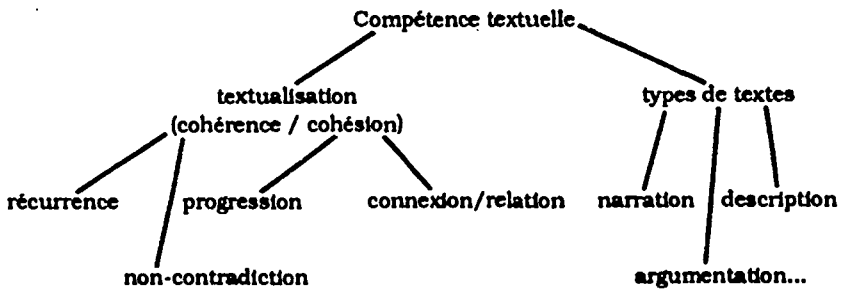 Compétence textuelle
textualisation
types de textes
(cohérence / cohésion)
récurrence
progression
connexion/relation
narration
description
non-contradiction
argumentation...